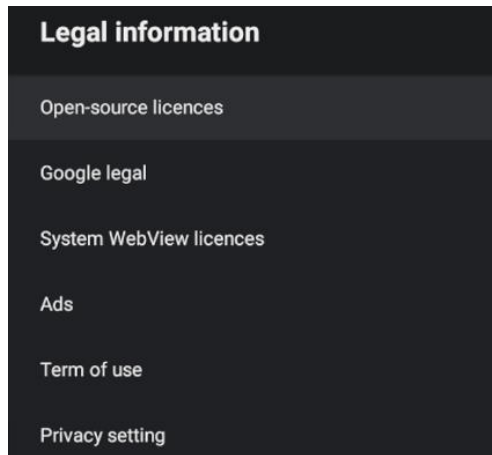 Legal information
Open-source licences
Google legal
System WebView licences
Ads
Term of use
Privacy setting